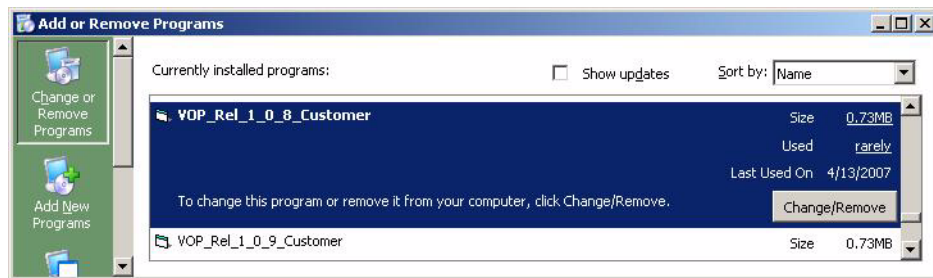 Add or Remove Programs
Change or
Remove
Programs
Add New
Programs
Currently installed programs:
Show updates
Sort by: Name
VOP_Rel_1_0_8_Customer
Size 0.73MB
Used rarely
Last Used On 4/13/2007
To change this program or remove it from your computer, click Change/Remove.
Change/Remove
VOP_Rel_1_0_9_Customer
Size 0.73MB